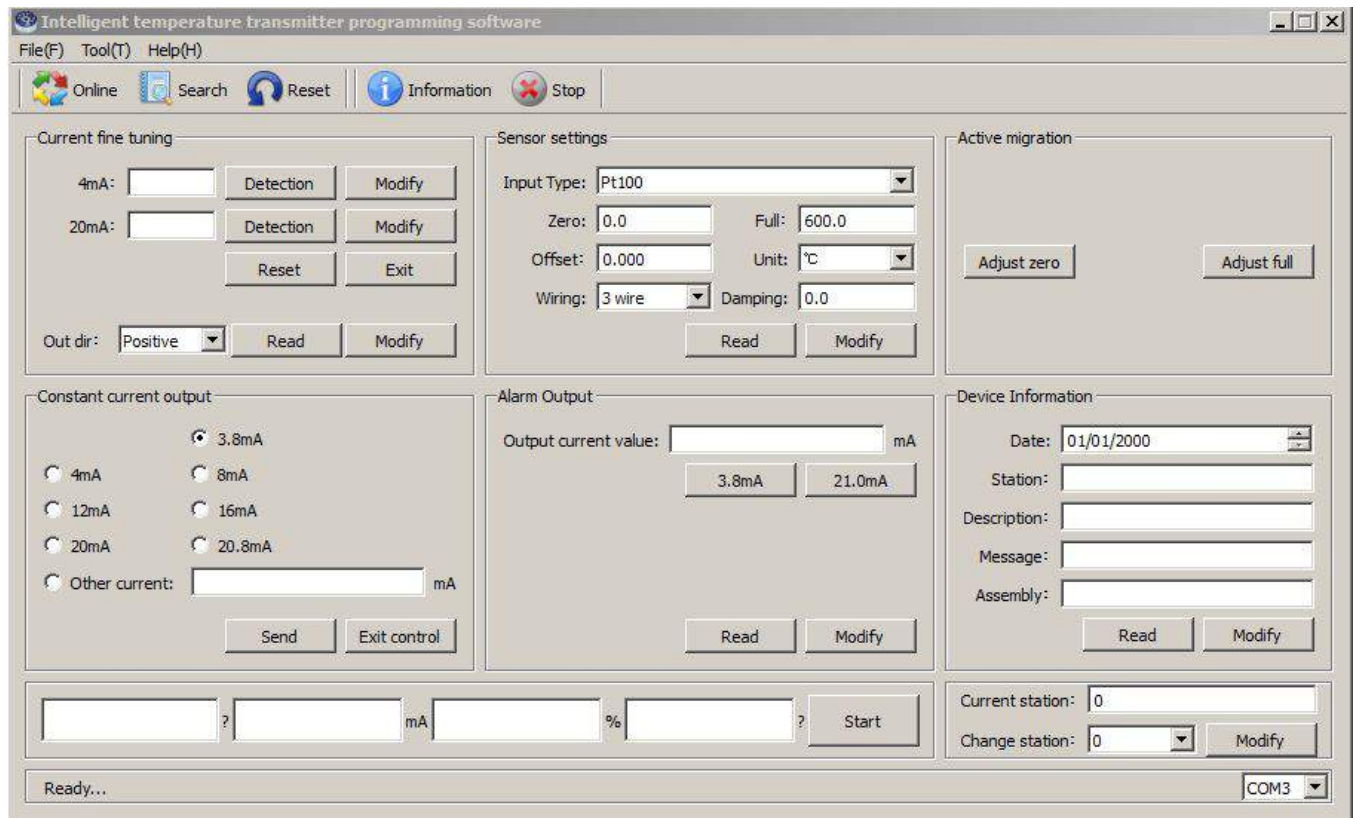 Intelligent temperature transmitter programming software
File(F) Tool(T) Help(H)
Online Search Reset Information Stop
Current fine tuning
4mA: Detection Modify
20mA: Detection Modify
Reset Exit
Out dir: Positive Read Modify
Sensor settings
Input Type: Pt100
Zero: 0.0 Full: 600.0
Offset: 0.000 Unit: ℃
Wiring: 3 wire Damping: 0.0
Read Modify
Active migration
Adjust zero Adjust full
Constant current output
3.8mA
4mA 8mA
12mA 16mA
20mA 20.8mA
Other current: mA
Send Exit control
Alarm Output
Output current value: mA
3.8mA 21.0mA
Read Modify
Device Information
Date: 01/01/2000
Station:
Description:
Message:
Assembly:
Read Modify
? mA % ? Start
Current station: 0
Change station: 0 Modify
Ready... COM3